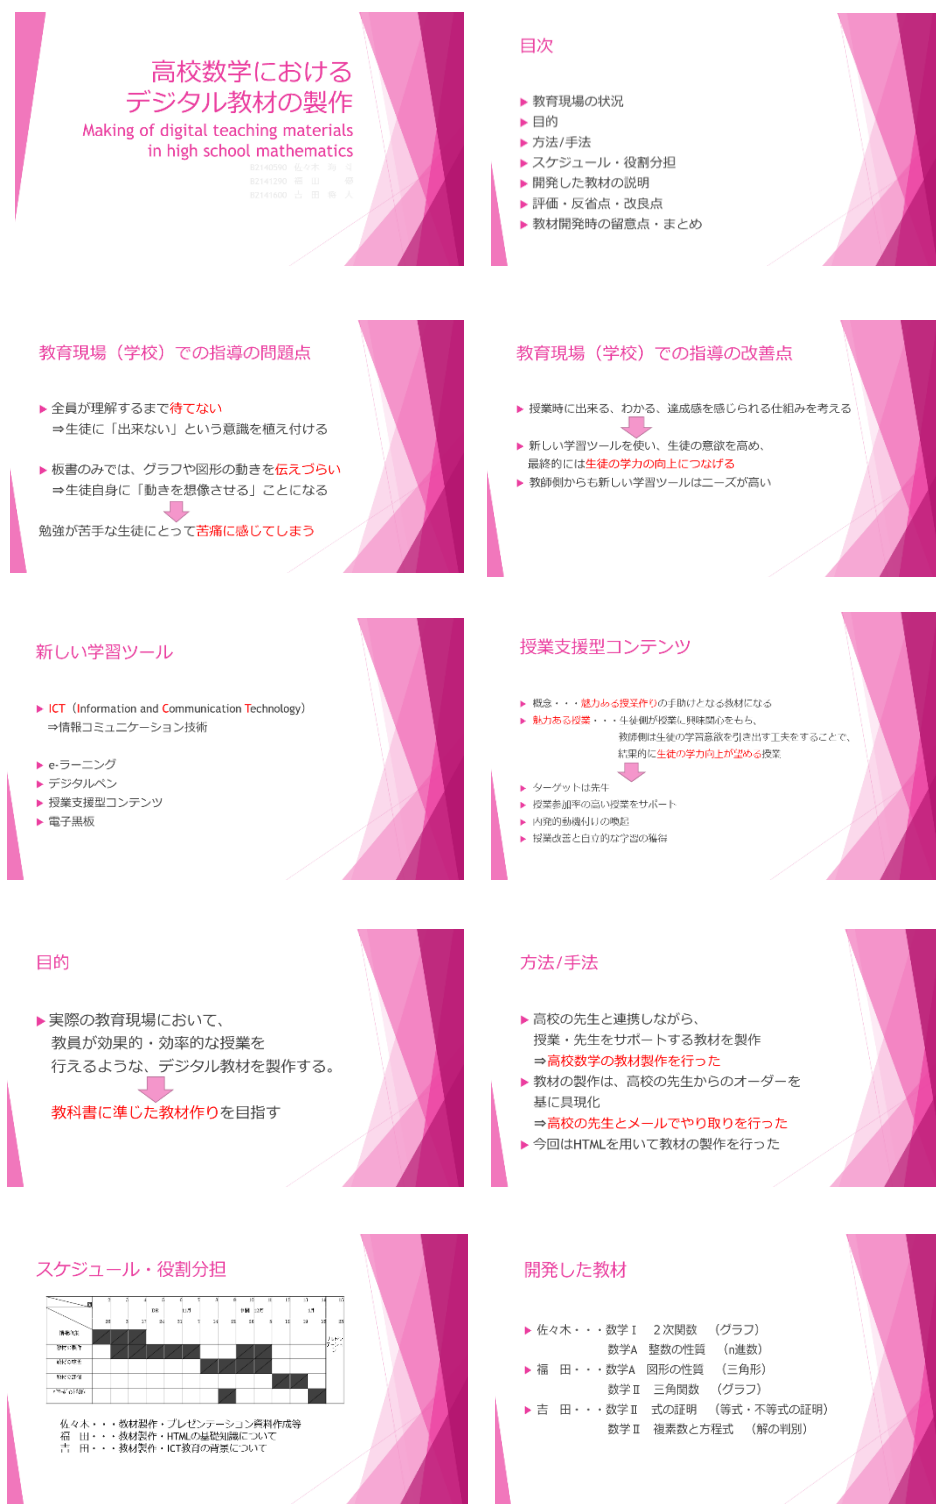 高校数学における
デジタル教材の製作
Making of digital teaching materials
in high school mathematics
目次
▶ 教育現場の状況
▶ 目的
▶ 方法/手法
▶ スケジュール・役割分担
▶ 開発した教材の説明
▶ 評価・反省点・改良点
▶ 教材開発時の留意点・まとめ
教育現場（学校）での指導の問題点
▶ 全員が理解するまで待てない
⇒生徒に「出来ない」という意識を植え付ける
▶ 板書のみでは、グラフや図形の動きを伝えづらい
⇒生徒自身に「動きを想像させる」ことになる
勉強が苦手な生徒にとって苦痛に感じてしまう
教育現場（学校）での指導の改善点
▶ 授業時に出来る、わかる、達成感を感じられる仕組みを考える
▶ 新しい学習ツールを使い、生徒の意欲を高め、
最終的には生徒の学力の向上につなげる
▶ 教師側からも新しい学習ツールはニーズが高い
新しい学習ツール
▶ ICT（Information and Communication Technology）
⇒情報コミュニケーション技術
▶ e-ラーニング
▶ デジタルペン
▶ 授業支援型コンテンツ
▶ 電子黒板
授業支援型コンテンツ
▶ 概念・・・魅力ある授業作りの手助けとなる教材になる
▶ 魅力ある授業・・・生徒側が授業に興味関心をもち、
教師側は生徒の学習意欲を引き出す工夫をすることで、
結果的に生徒の学力向上が望める授業
▶ ターゲットは先生
▶ 授業参加率の高い授業をサポート
▶ 内発的動機付けの喚起
▶ 授業改善と自立的な学習の獲得
目的
▶ 実際の教育現場において、
教員が効果的・効率的な授業を
行えるような、デジタル教材を製作する。
教科書に準じた教材作りを目指す
方法/手法
▶ 高校の先生と連携しながら、
授業・先生をサポートする教材を製作
⇒高校数学の教材製作を行った
▶ 教材の製作は、高校の先生からのオーダーを
基に具現化
⇒高校の先生とメールでやり取りを行った
▶ 今回はHTMLを用いて教材の製作を行った
スケジュール・役割分担
佐々木・・・教材製作・プレゼンテーション資料作成等
福　田・・・教材製作・HTMLの基礎知識について
吉　田・・・教材製作・ICT教育の背景について
開発した教材
▶ 佐々木・・・数学Ⅰ　２次関数　（グラフ）
数学A　整数の性質　（n進数）
▶ 福　田・・・数学A　図形の性質　（三角形）
数学Ⅱ　三角関数　（グラフ）
▶ 吉　田・・・数学Ⅱ　式の証明　（等式・不等式の証明）
数学Ⅱ　複素数と方程式　（解の判別）